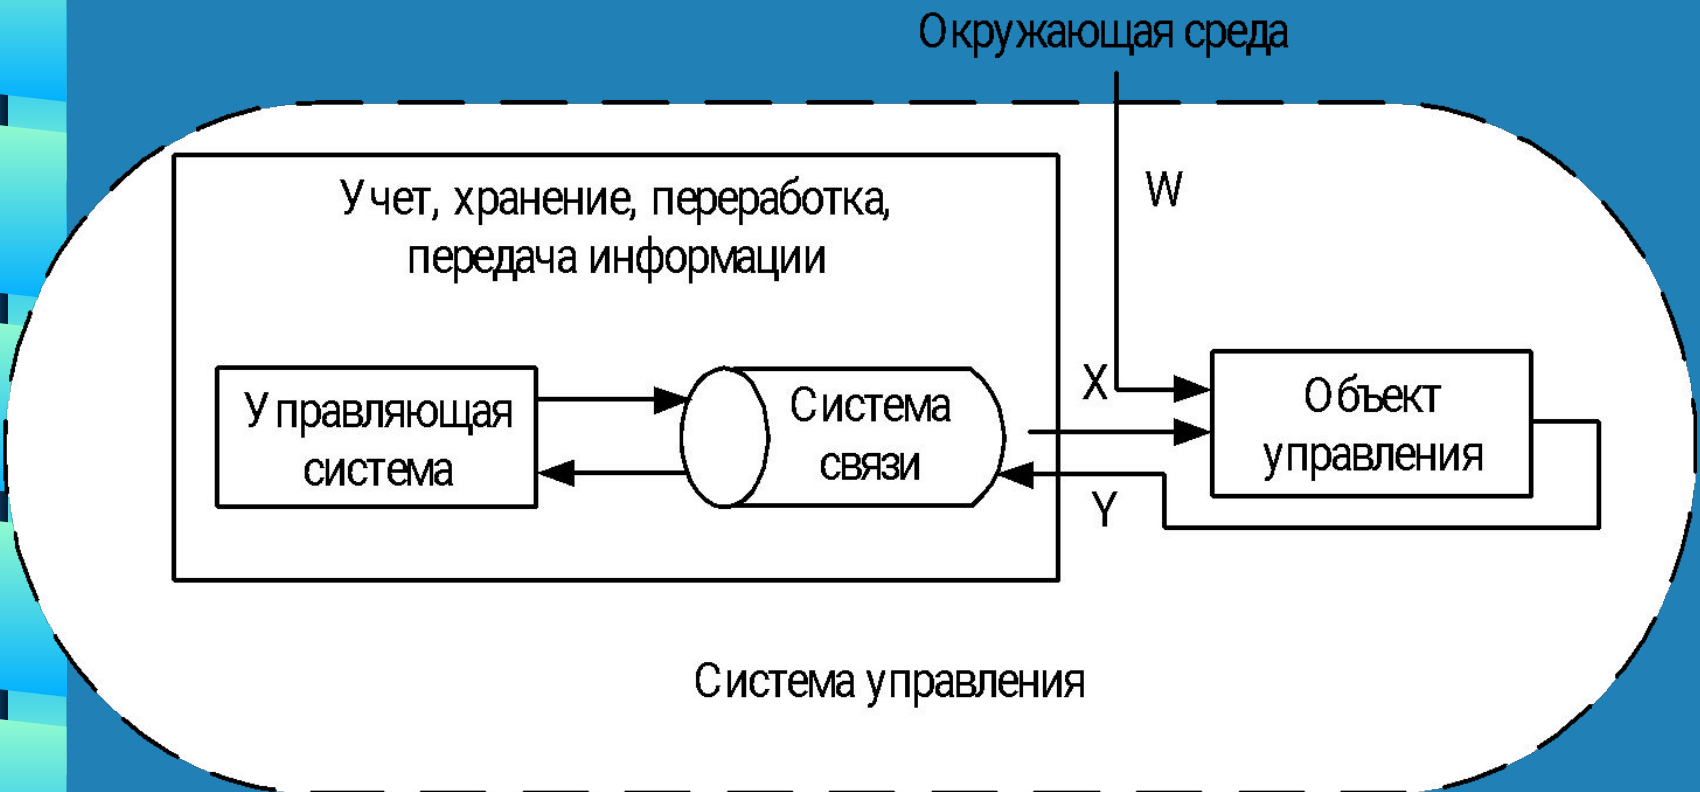 Окружающая среда
Учет, хранение, переработка,
передача информации
W
X
Управляющая
система
Система
связи
Объект
управления
Y
Система управления